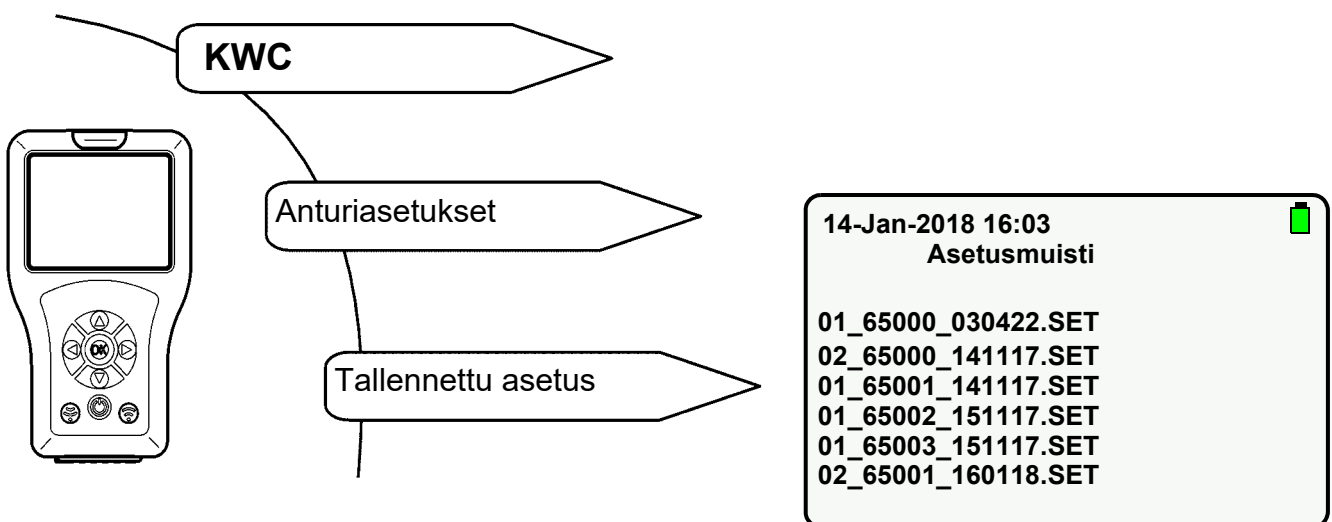 KWC
Anturiasetukset
Tallennettu asetus
OK
14-Jan-2018 16:03
Asetusmuisti
01_65000_030422.SET
02_65000_141117.SET
01_65001_141117.SET
01_65002_151117.SET
01_65003_151117.SET
02_65001_160118.SET